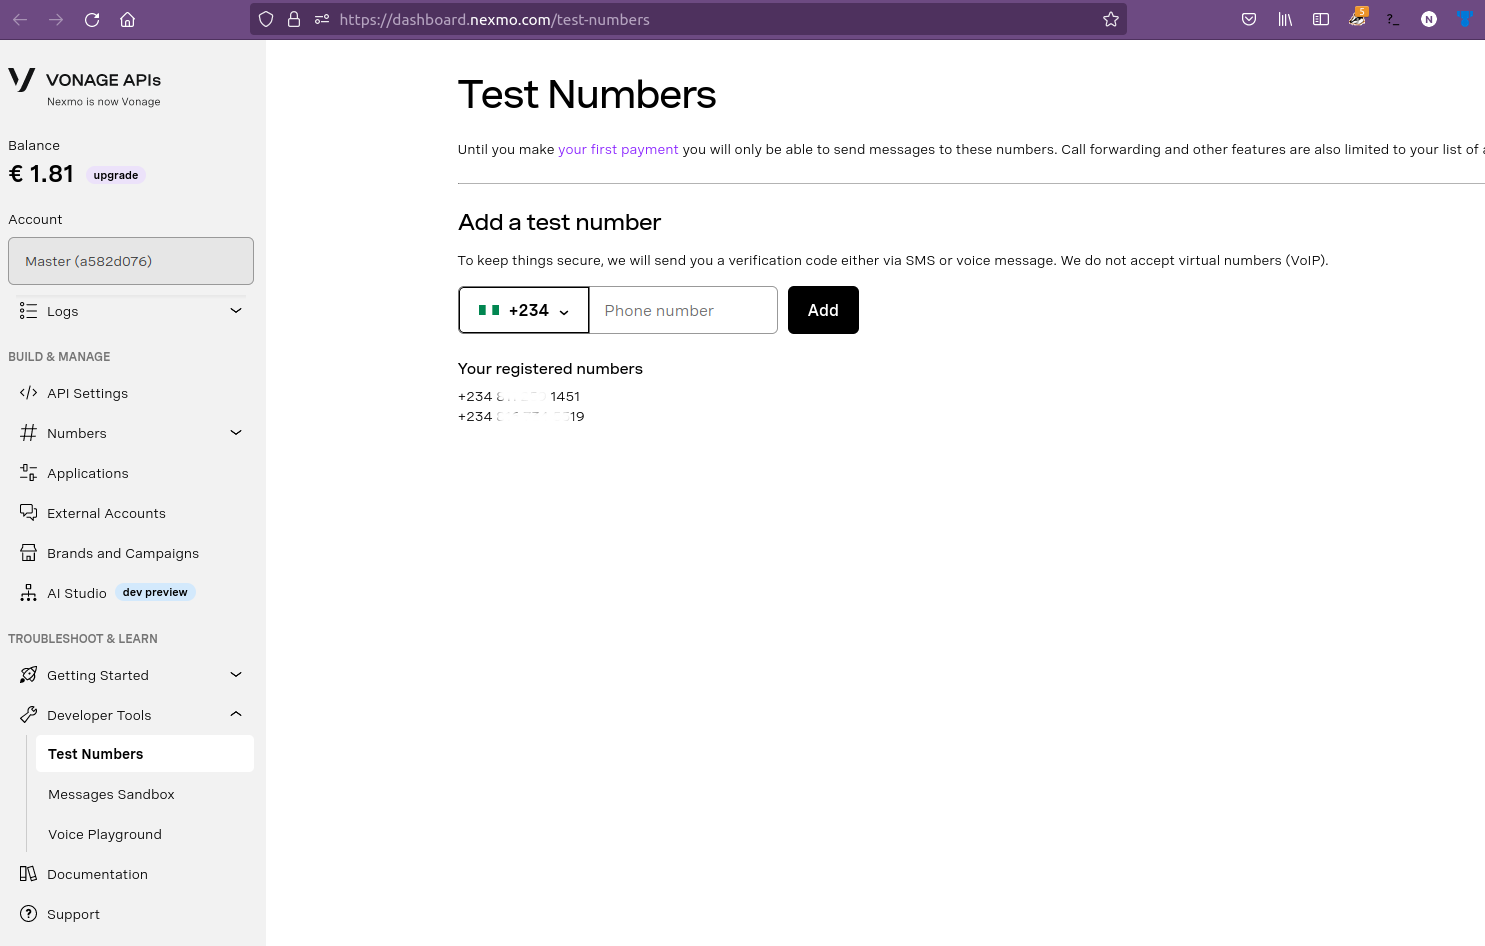 https://dashboard.nexmo.com/test-numbers
5
?_
N
VONAGE APIs
Nexmo is now Vonage
Balance
€ 1.81 upgrade
Account
Master (a582d076)
Logs
BUILD & MANAGE
API Settings
Numbers
Applications
External Accounts
Brands and Campaigns
AI Studio dev preview
TROUBLESHOOT & LEARN
Getting Started
Developer Tools
Test Numbers
Messages Sandbox
Voice Playground
Documentation
Support
Test Numbers
Until you make your first payment you will only be able to send messages to these numbers. Call forwarding and other features are also limited to your list of
Add a test number
To keep things secure, we will send you a verification code either via SMS or voice message. We do not accept virtual numbers (VoIP).
+234 Phone number Add
Your registered numbers
+234 1451
+234 19